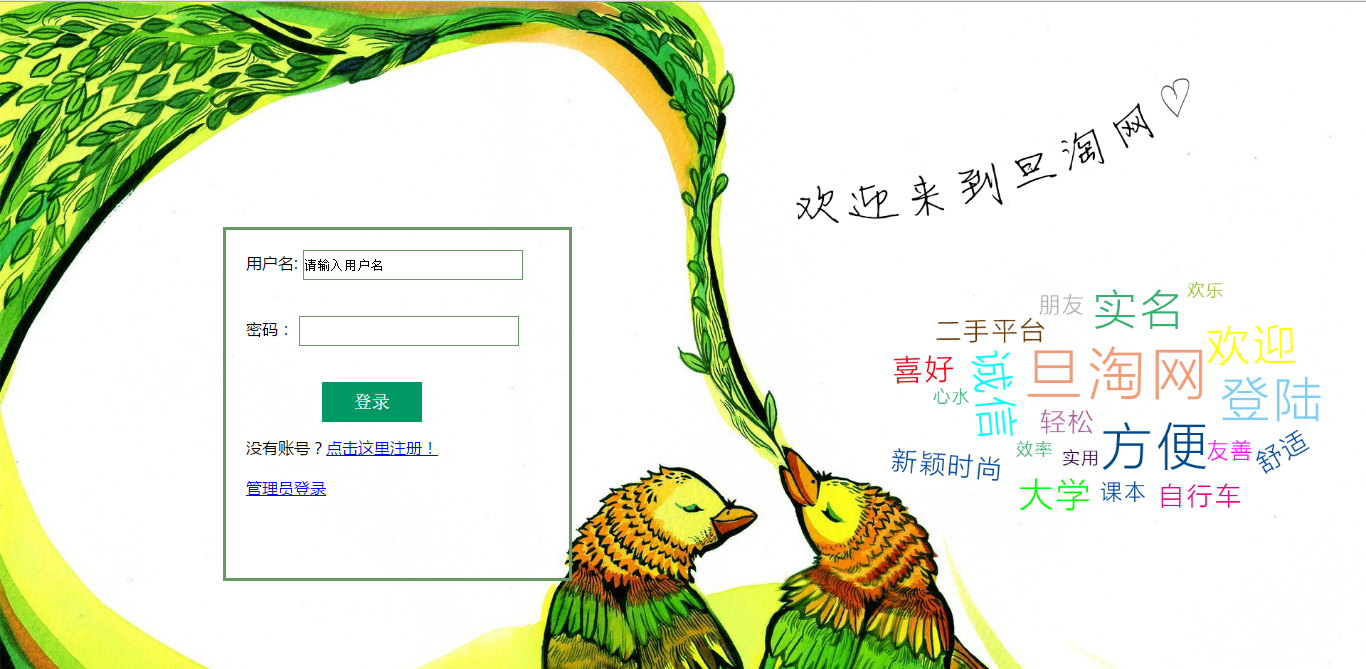 欢迎来到旦淘网♡
用户名: 请输入用户名
密码：
登录
没有账号？点击这里注册！
管理员登录
朋友
实名
欢乐
二手平台
欢迎
喜好
诚信
旦淘网
登陆
心水
轻松
方便
友善
舒适
新颖时尚
效率
实用
大学
课本
自行车